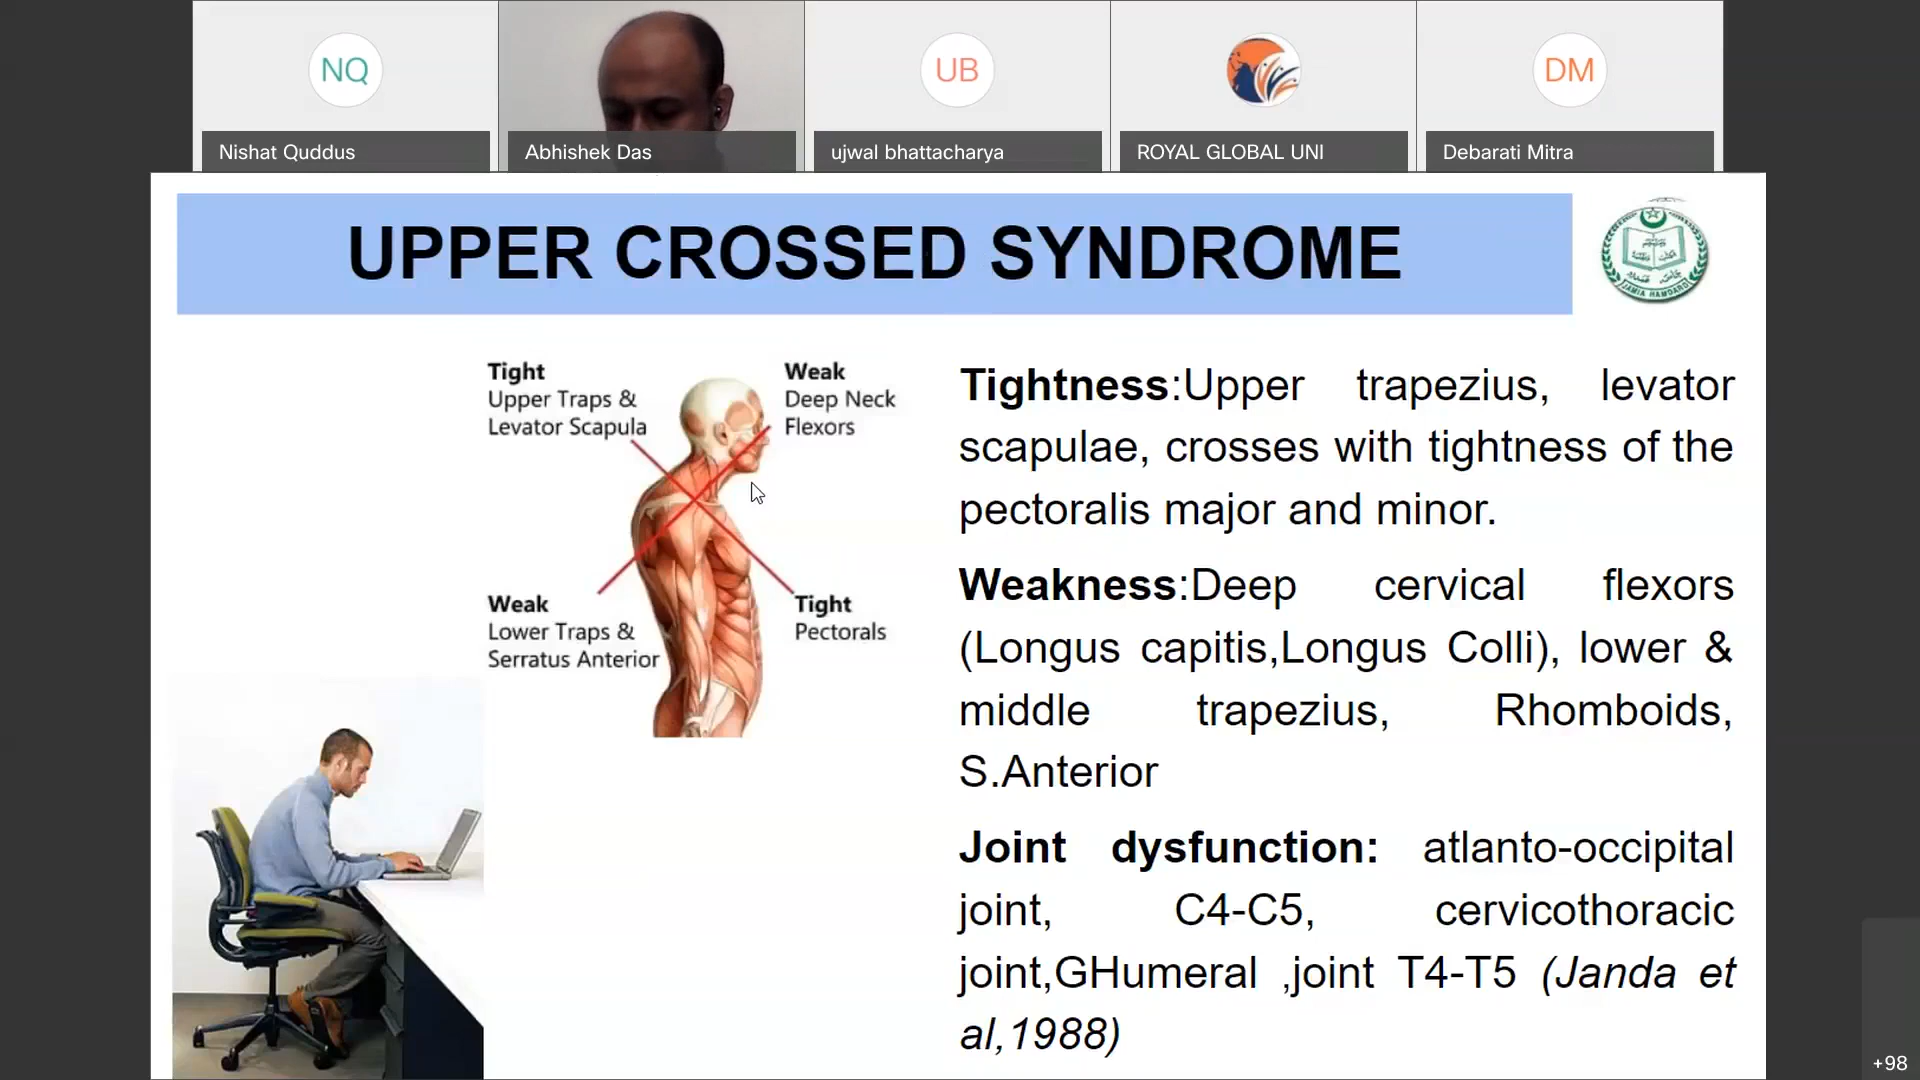 NQ
Nishat Quddus
Abhishek Das
UB
ujwal bhattacharya
ROYAL GLOBAL UNI
DM
Debarati Mitra
UPPER CROSSED SYNDROME
JAMIA HAMDARD
Tight
Upper Traps &
Levator Scapula
Weak
Deep Neck
Flexors
Weak
Lower Traps &
Serratus Anterior
Tight
Pectorals
Tightness:Upper trapezius, levator
scapulae, crosses with tightness of the
pectoralis major and minor.
Weakness:Deep cervical flexors
(Longus capitis,Longus Colli), lower &
middle trapezius, Rhomboids,
S.Anterior
Joint dysfunction: atlanto-occipital
joint, C4-C5, cervicothoracic
joint,GHumeral ,joint T4-T5 (Janda et
al,1988)
+98